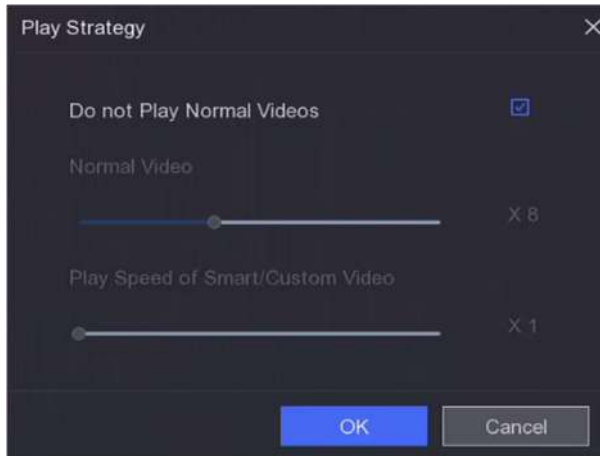 Play Strategy
Do not Play Normal Videos
Normal Video
X 8
Play Speed of Smart/Custom Video
X 1
OK
Cancel